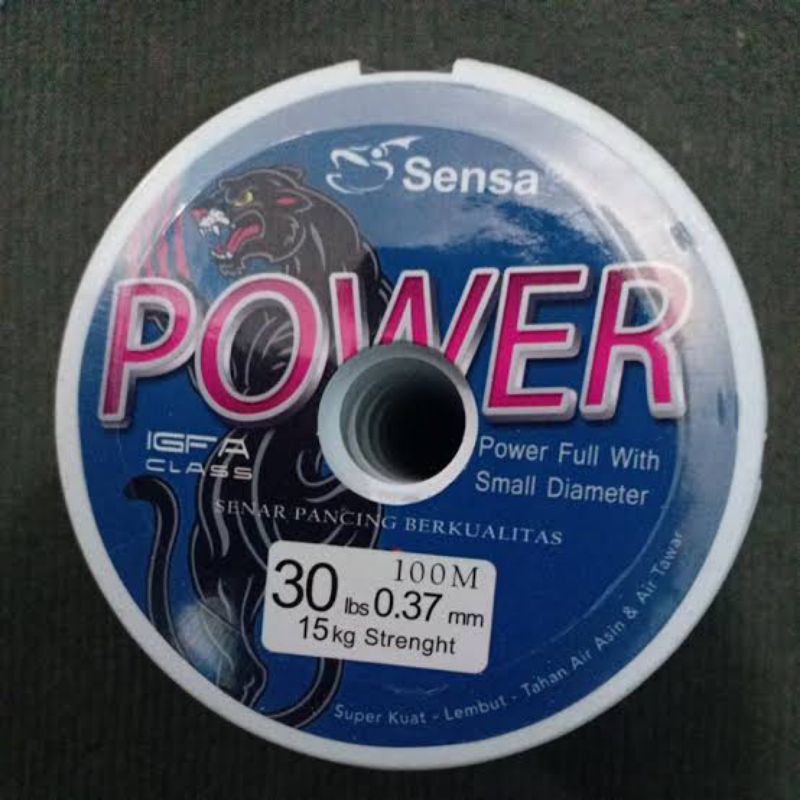 Sensa
POWER
IGFA
CLASS
Power Full With
Small Diameter
SENAR PANCING BERKUALITAS
100M
30 lbs 0.37 mm
15kg Strenght
Super Kuat - Lembut - Tahan Air Asin & Air Tawar